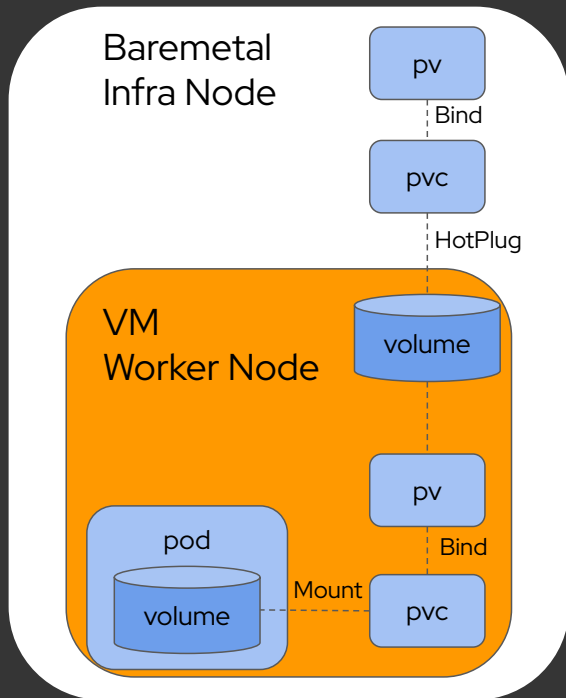 Baremetal
Infra Node
pv
Bind
pvc
HotPlug
VM
Worker Node
volume
pv
Bind
pod
volume
Mount
pvc